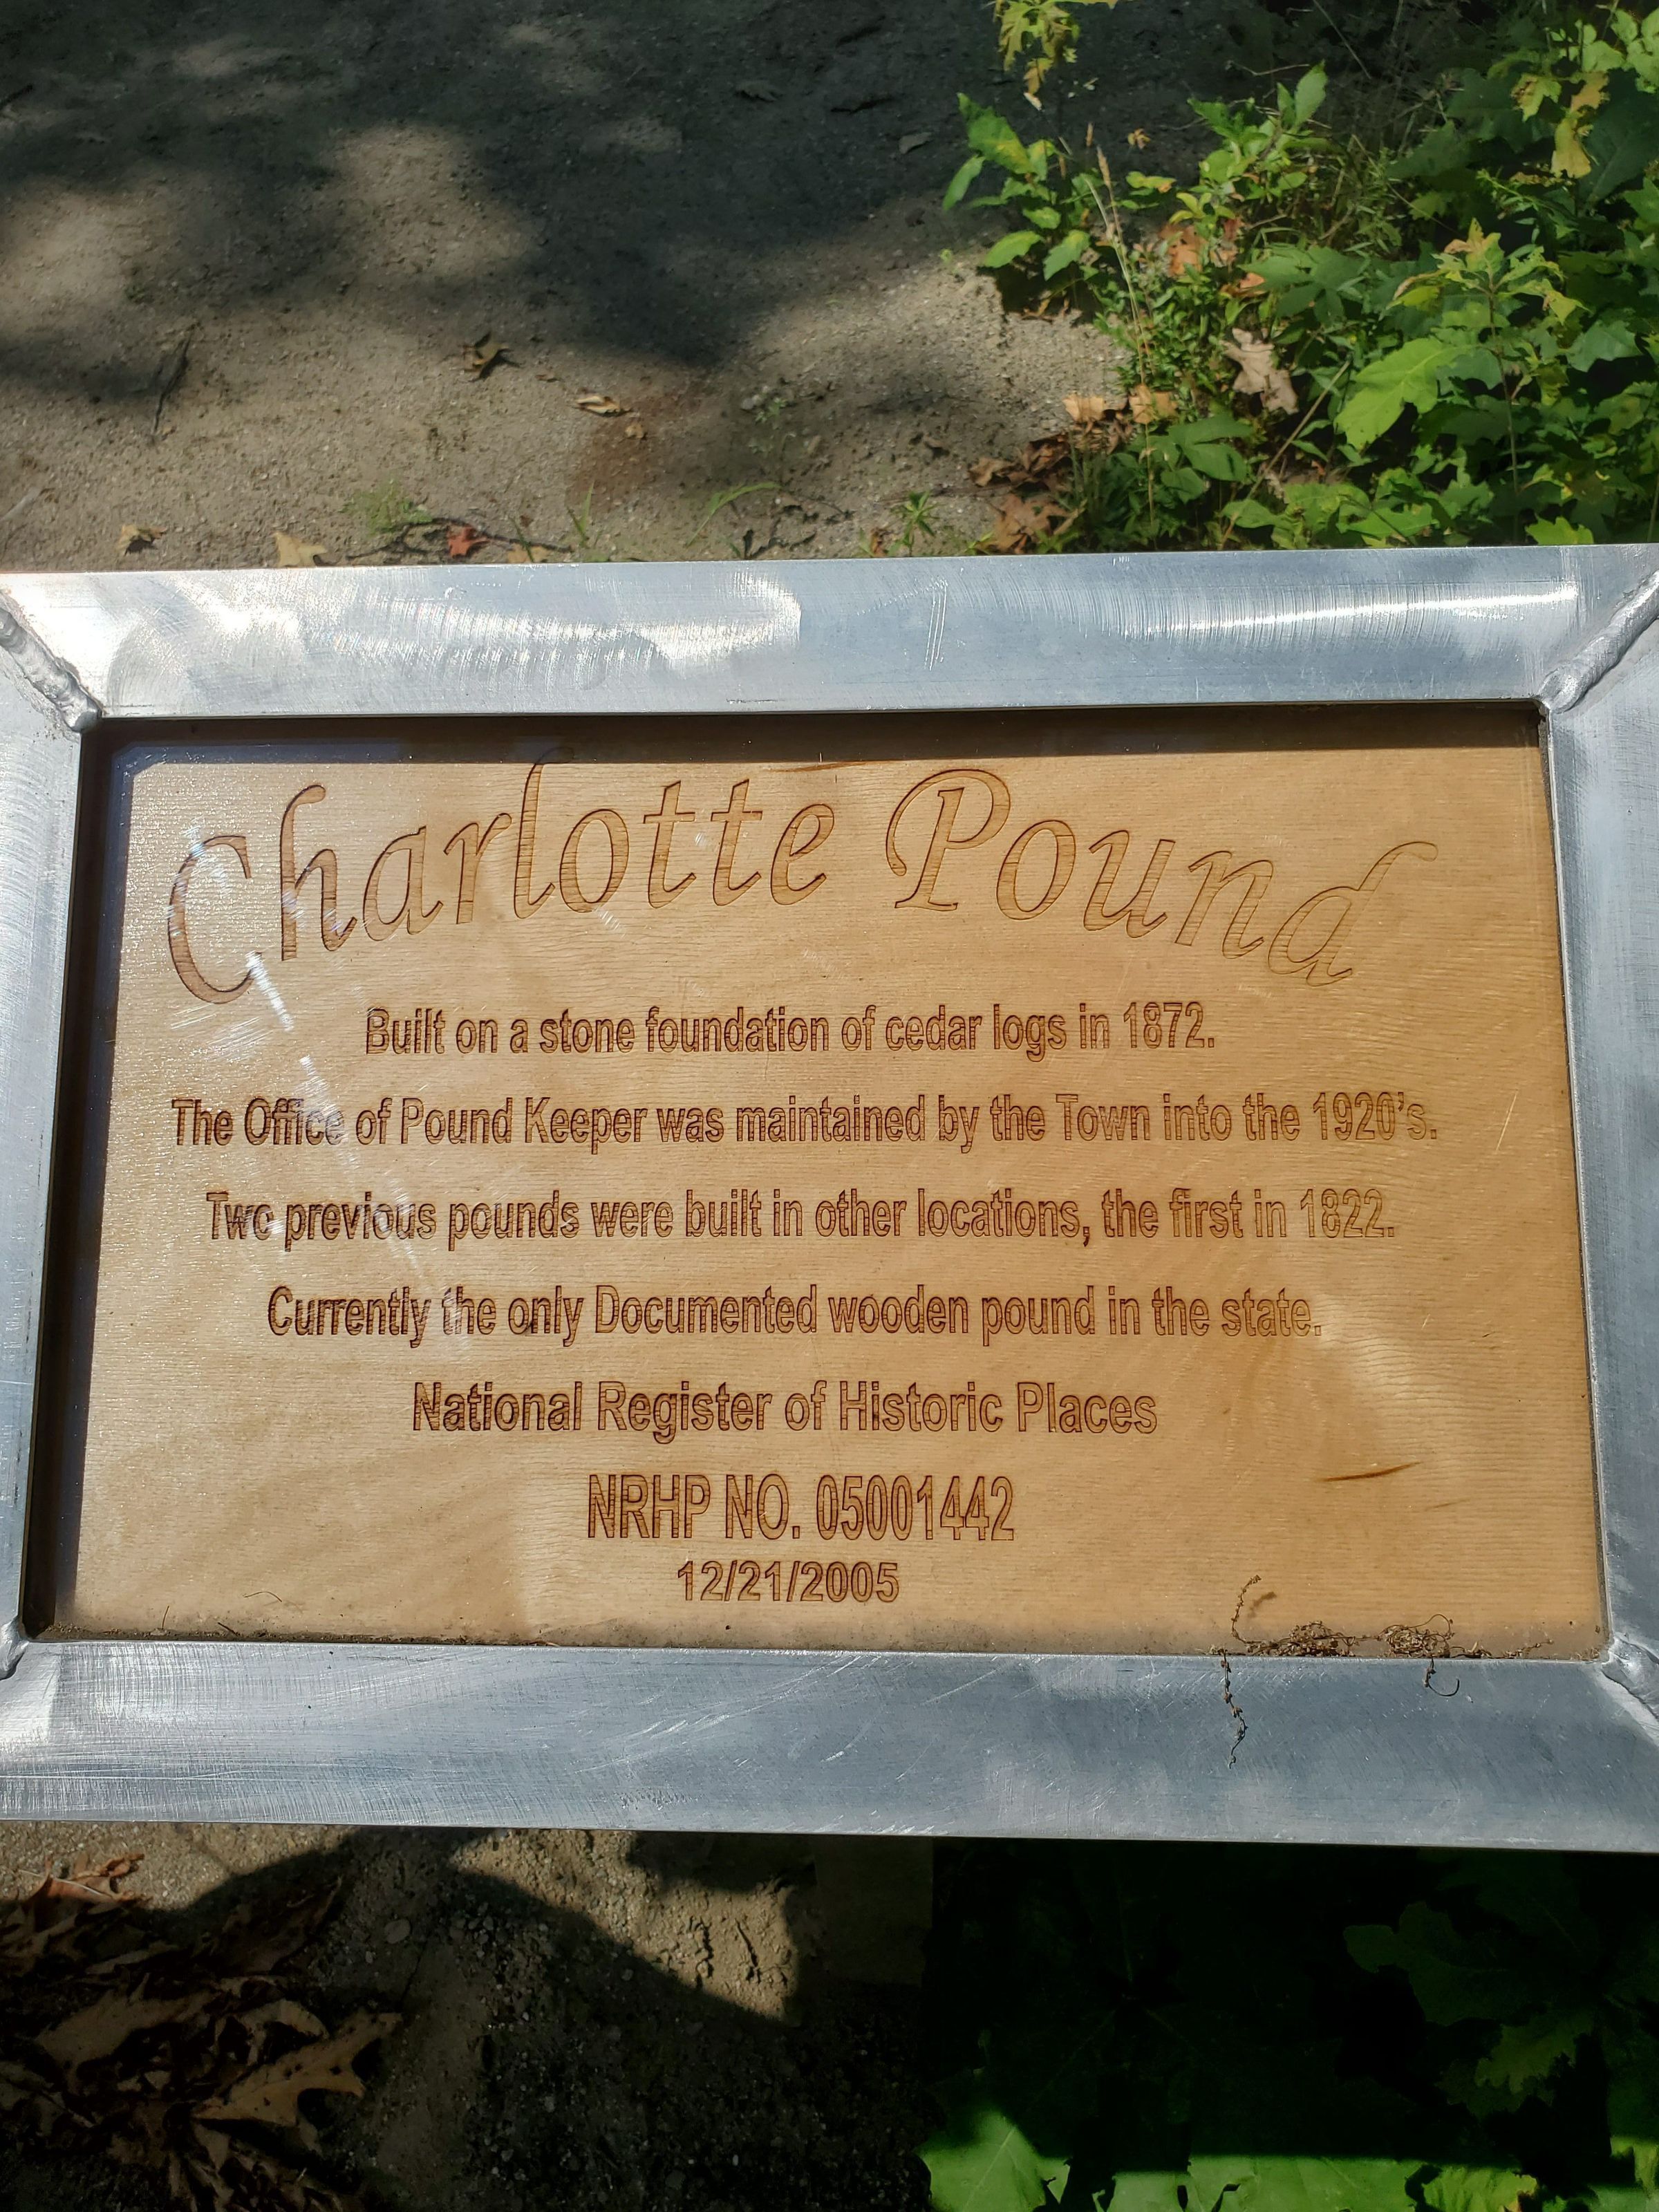 Charlotte Pound
Built on a stone foundation of cedar logs in 1872.
The Office of Pound Keeper was maintained by the Town into the 1920's.
Two previous pounds were built in other locations, the first in 1822.
Currently the only Documented wooden pound in the state.
National Register of Historic Places
NRHP NO. 05001442
12/21/2005